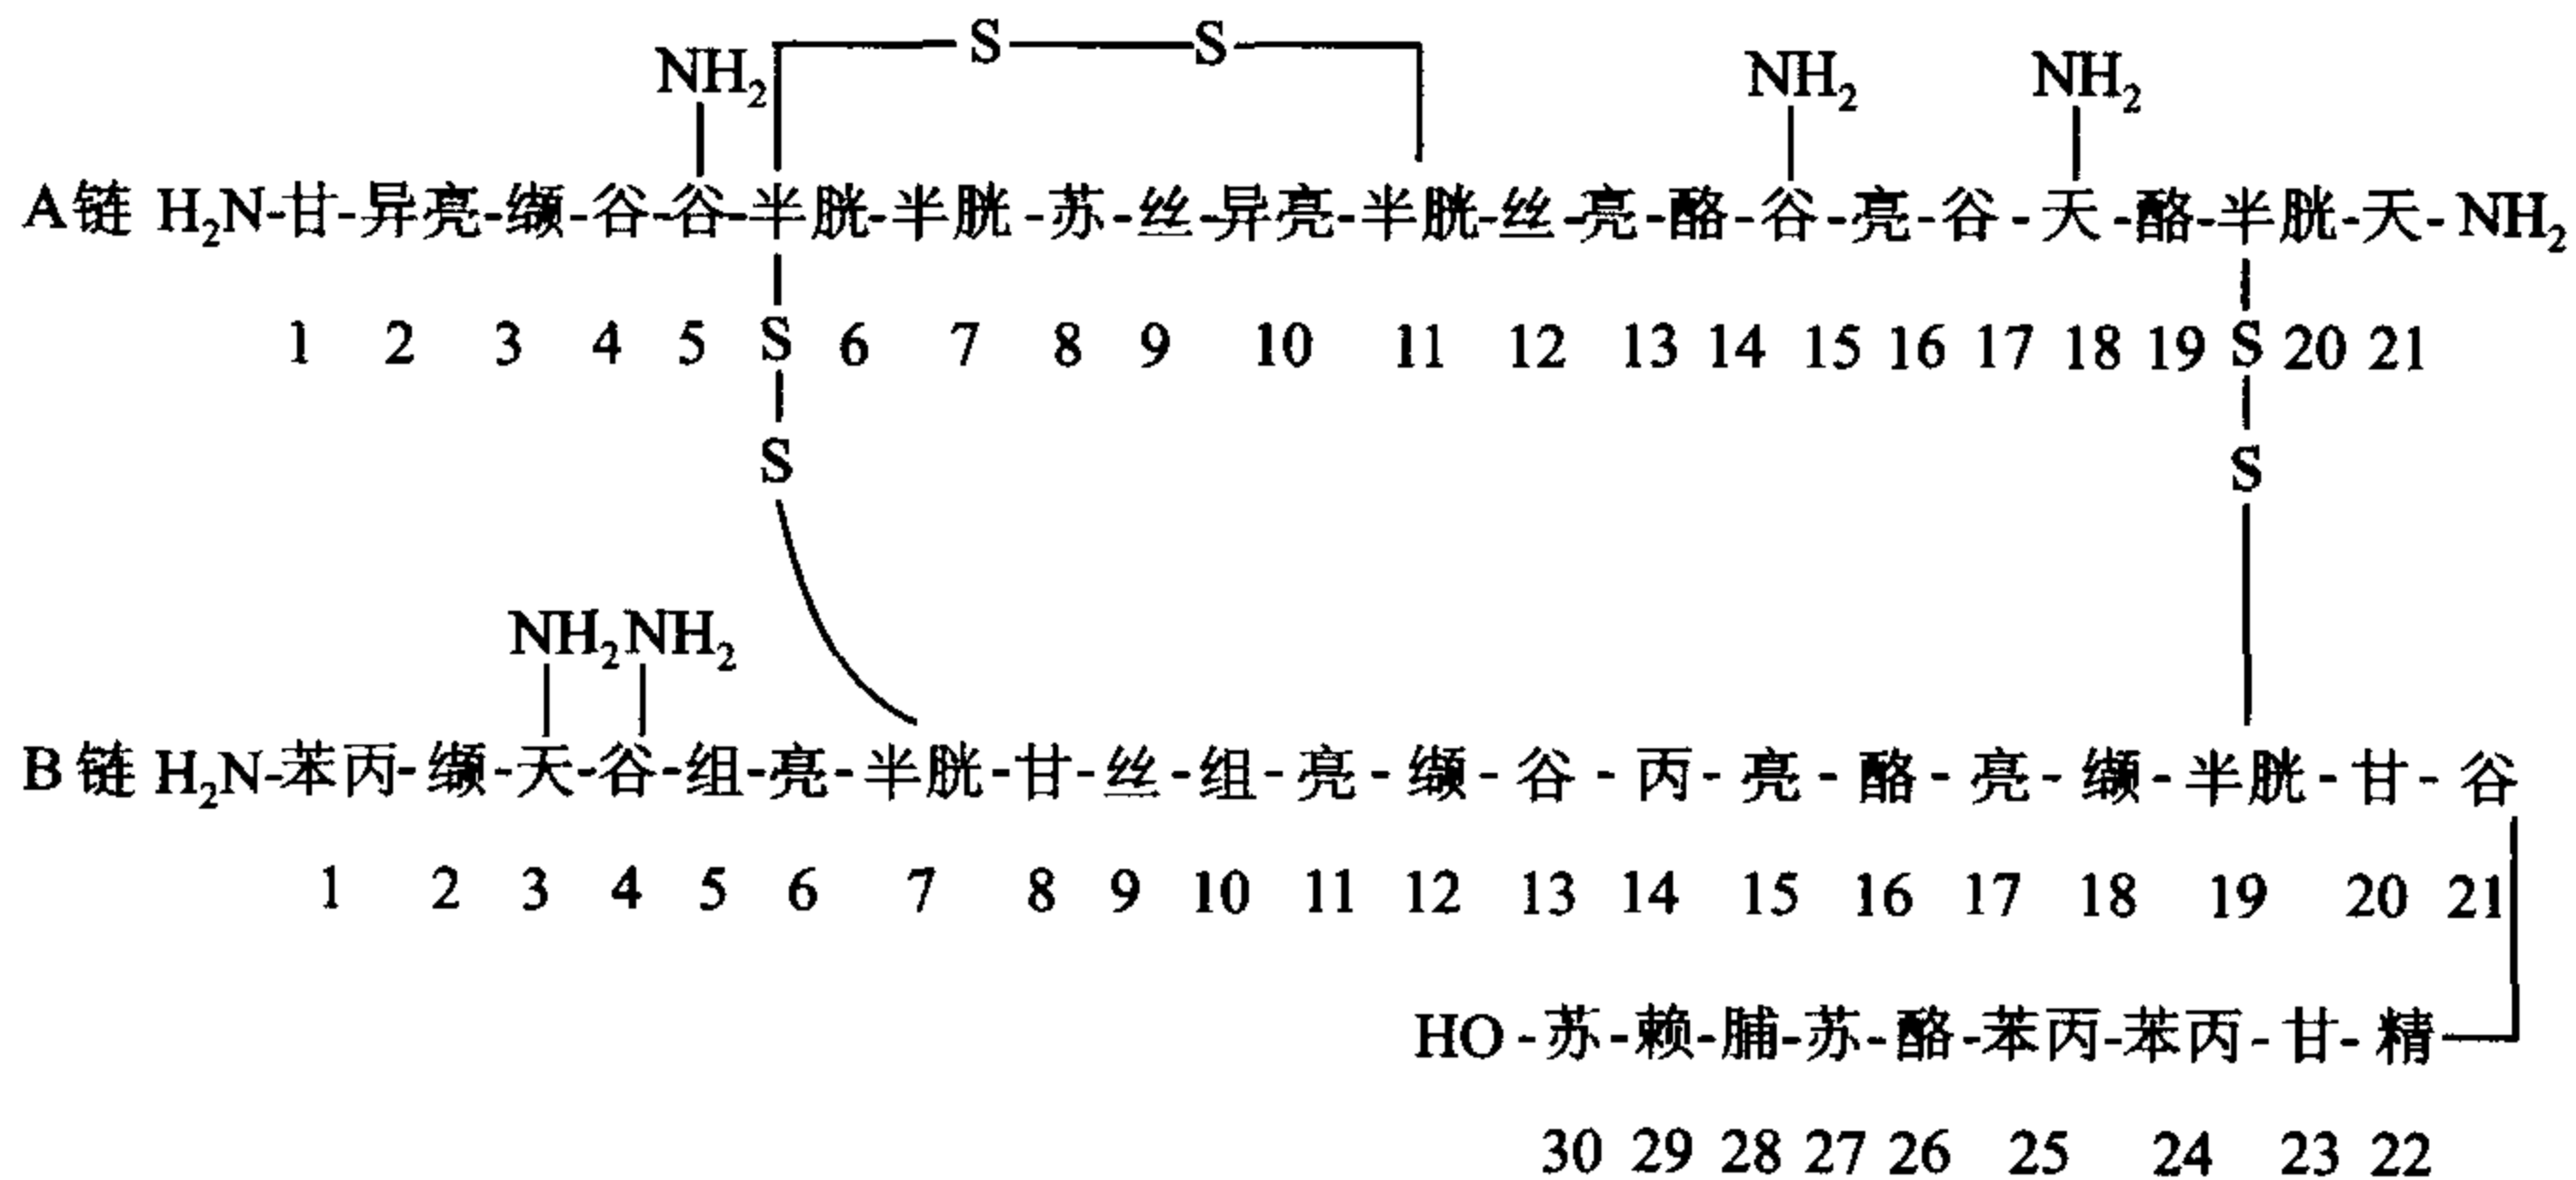 S S
NH₂ NH₂ NH₂
A链 H₂N-甘-异亮-缬-谷-谷-半胱-半胱-苏-丝-异亮-半胱-丝-亮-酪-谷-亮-谷-天-酪-半胱-天-NH₂
1 2 3 4 5 S 6 7 8 9 10 11 12 13 14 15 16 17 18 19 S 20 21
S S
NH₂ NH₂
B链 H₂N-苯丙-缬-天-谷-组-亮-半胱-甘-丝-组-亮-缬-谷-丙-亮-酪-亮-缬-半胱-甘-谷
1 2 3 4 5 6 7 8 9 10 11 12 13 14 15 16 17 18 19 20 21
HO-苏-赖-脯-苏-酪-苯丙-苯丙-甘-精
30 29 28 27 26 25 24 23 22